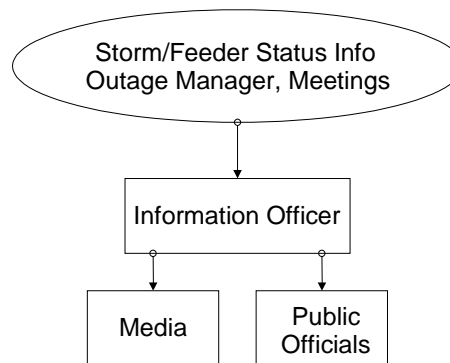 Storm/Feeder Status Info
Outage Manager, Meetings
Information Officer
Media
Public
Officials